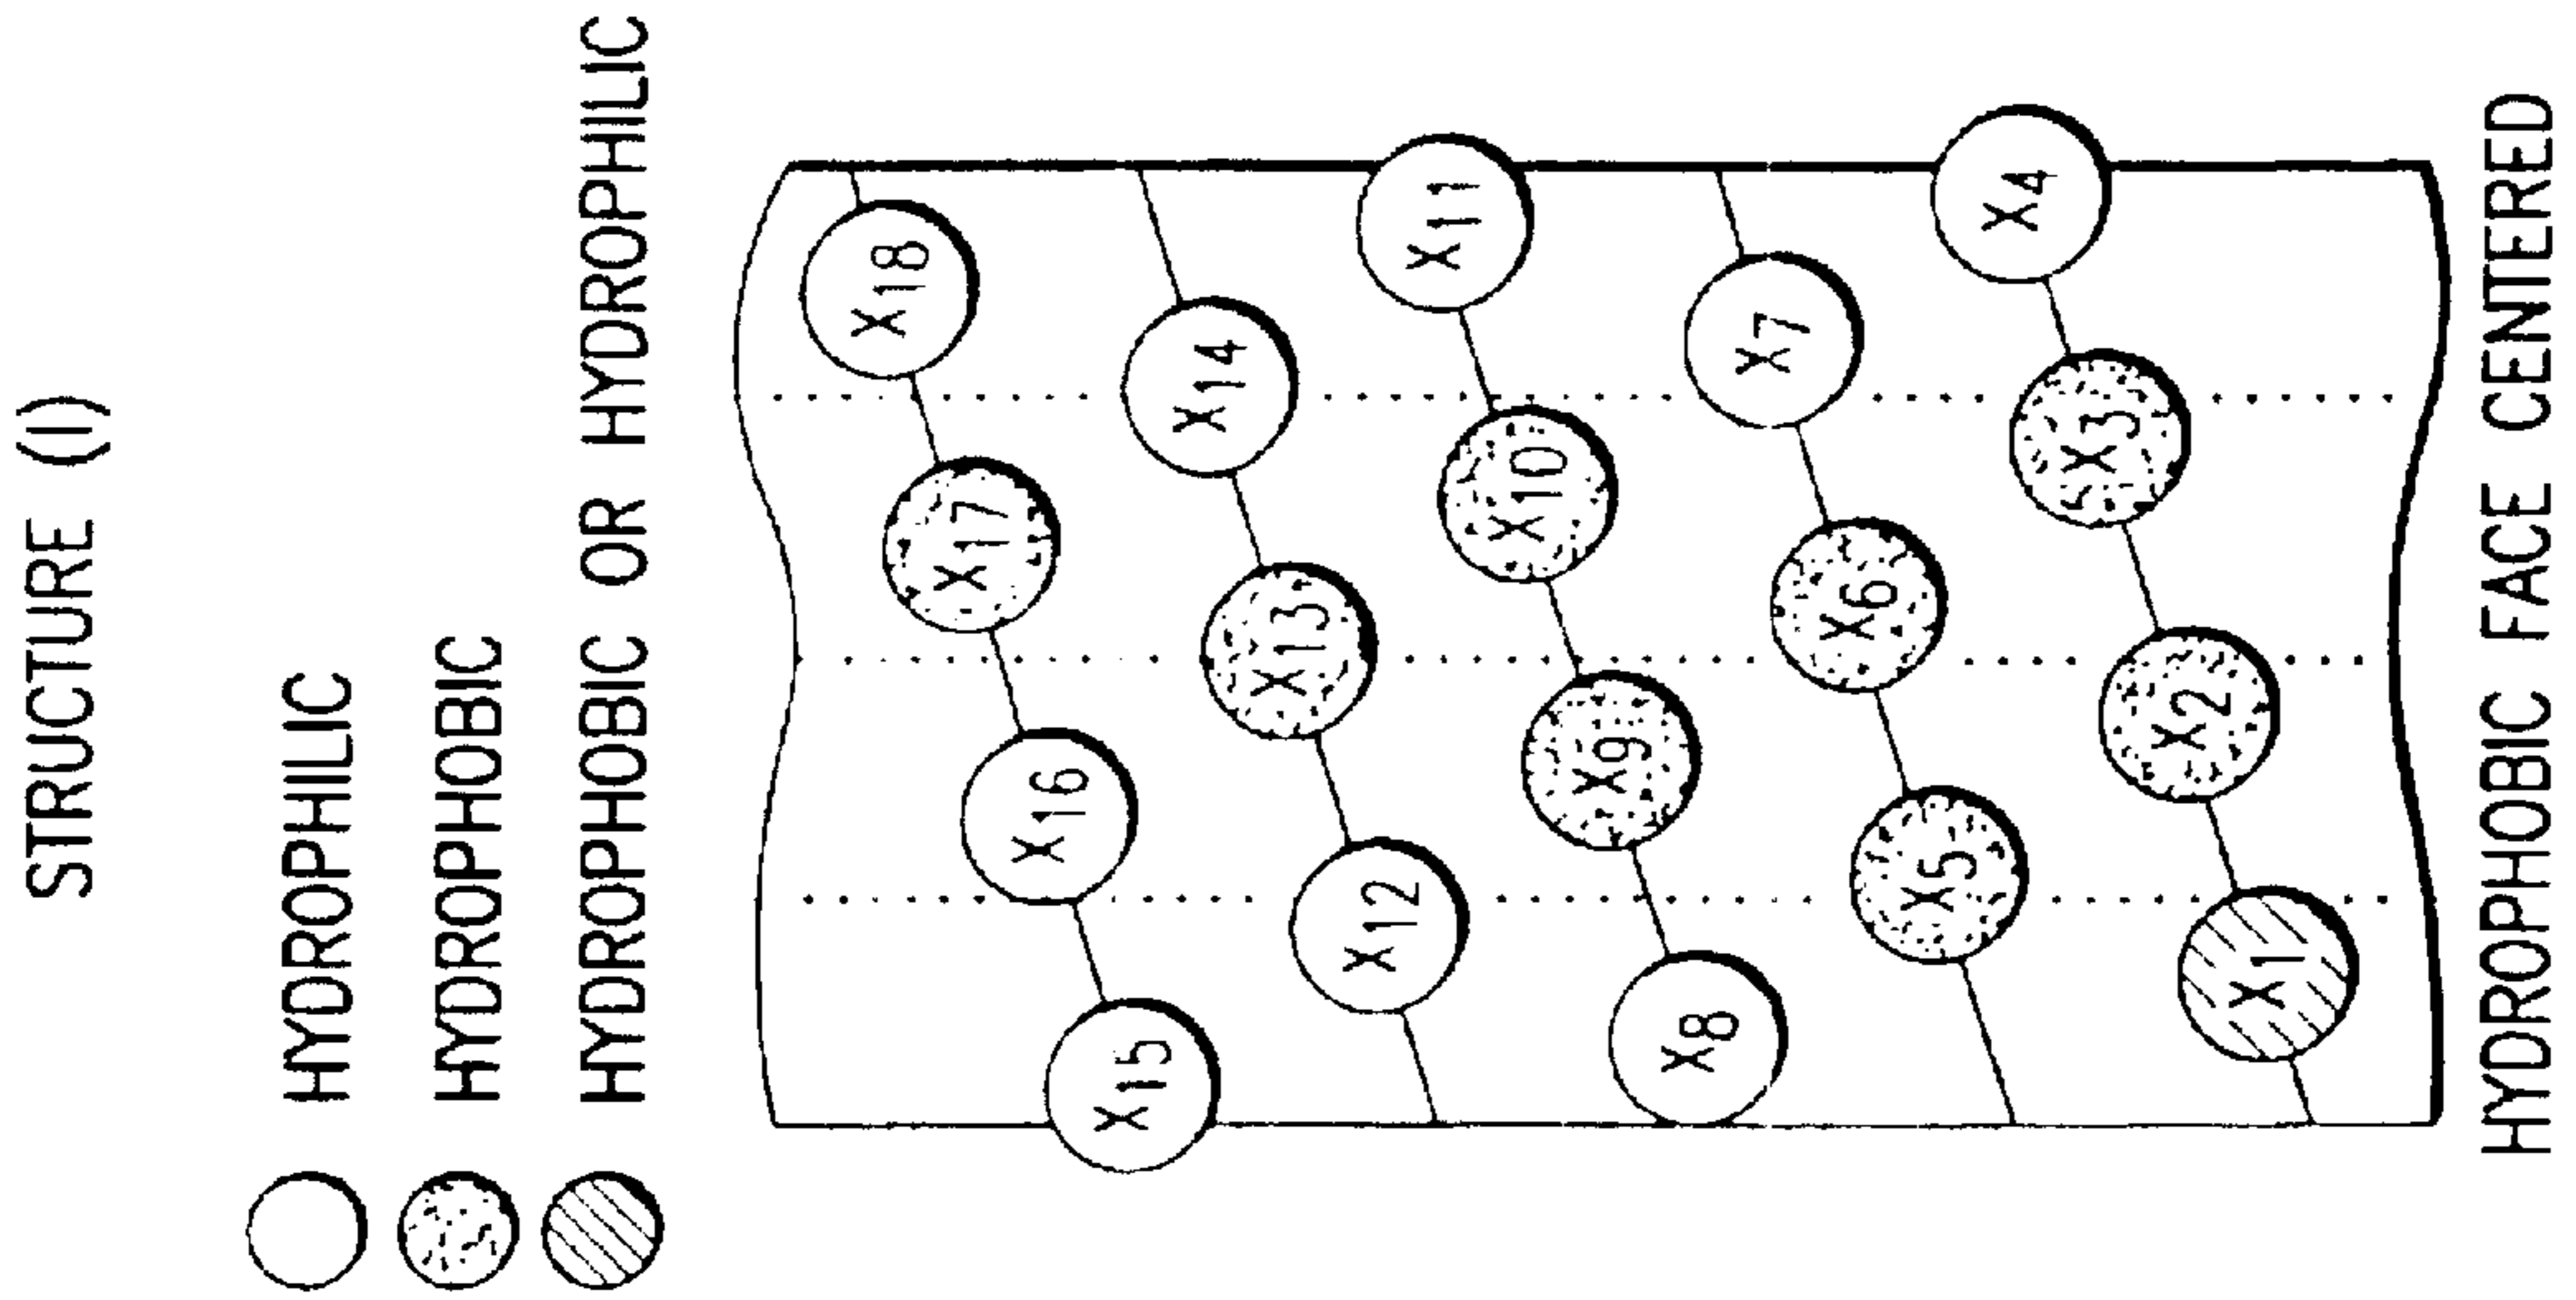 STRUCTURE (I)
HYDROPHILIC
HYDROPHOBIC
HYDROPHOBIC OR HYDROPHILIC
X18
X17
X16
X15
X14
X13
X12
X11
X10
X9
X8
X7
X6
X5
X4
X3
X2
X1
HYDROPHOBIC FACE CENTERED